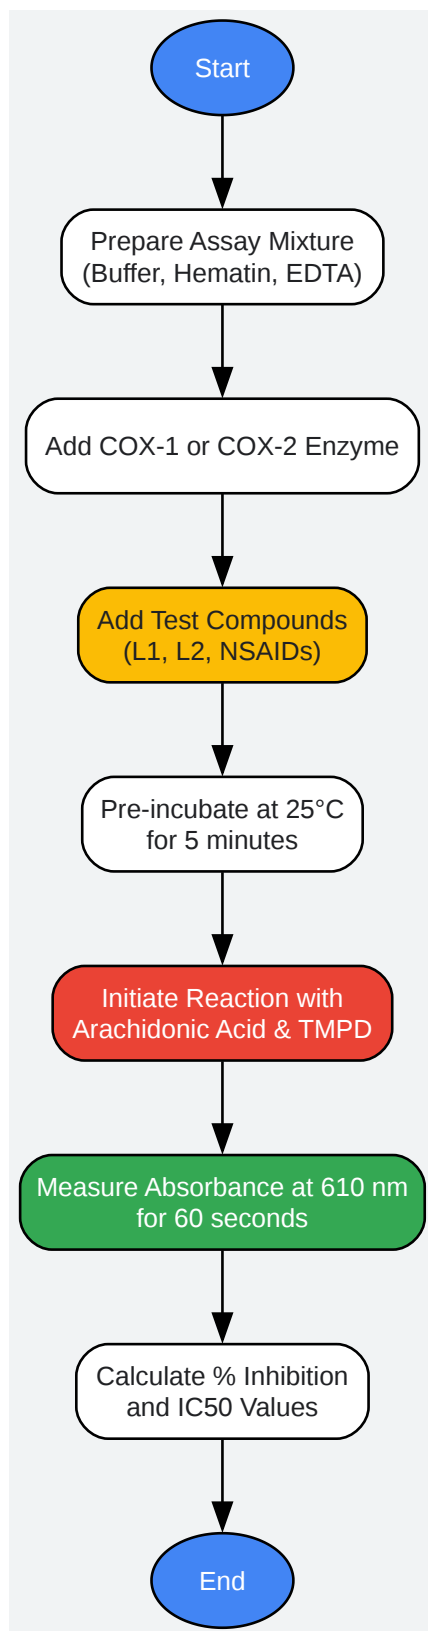 Start
Prepare Assay Mixture
(Buffer, Hematin, EDTA)
Add COX-1 or COX-2 Enzyme
Add Test Compounds
(L1, L2, NSAIDs)
Pre-incubate at 25°C
for 5 minutes
Initiate Reaction with
Arachidonic Acid & TMPD
Measure Absorbance at 610 nm
for 60 seconds
Calculate % Inhibition
and IC50 Values
End